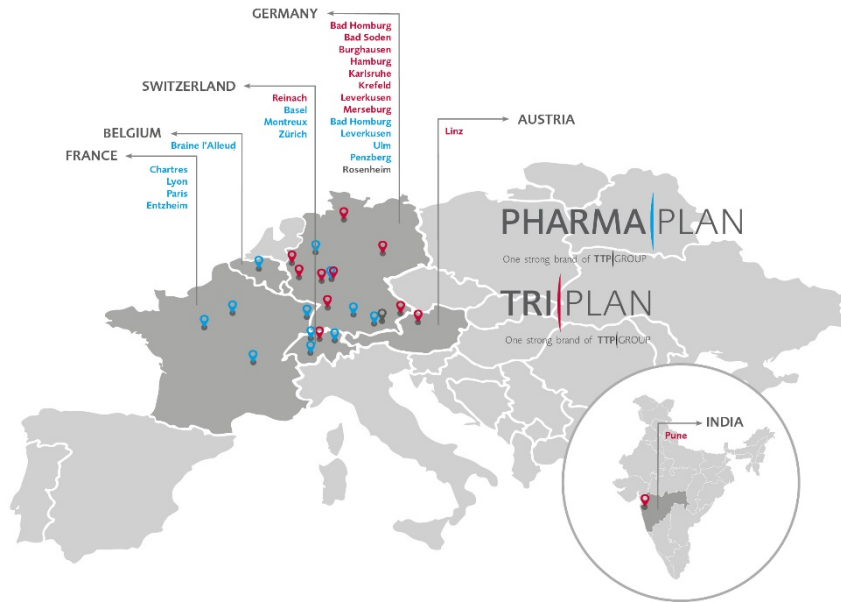 GERMANY
Bad Homburg
Bad Soden
Burghausen
Hamburg
Karlsruhe
Krefeld
Leverkusen
Merseburg
Bad Homburg
Leverkusen
Ulm
Penzberg
Rosenheim
SWITZERLAND
Reinach
Basel
Montreux
Zürich
BELGIUM
Braine l'Alleud
FRANCE
Chartres
Lyon
Paris
Entzheim
AUSTRIA
Linz
PHARMA PLAN
One strong brand of TTP|GROUP
TRI PLAN
One strong brand of TTP|GROUP
INDIA
Pune